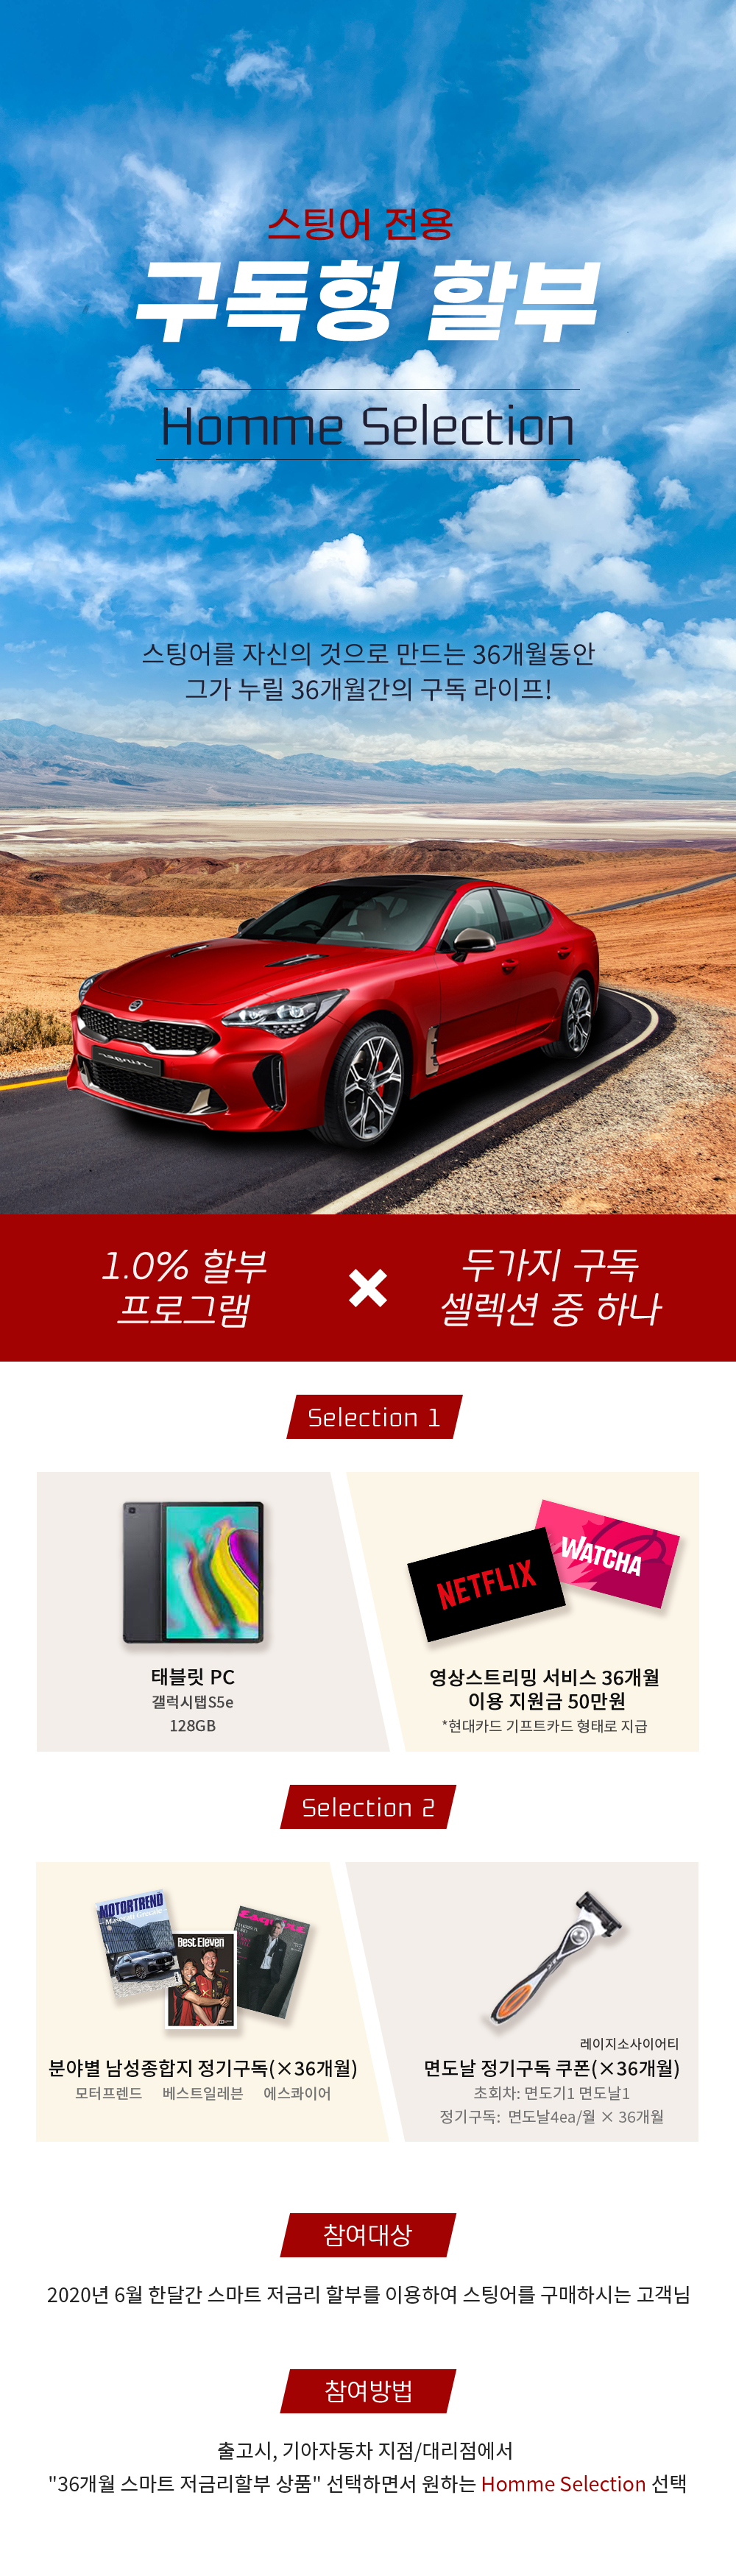 스팅어 전용
구독형 할부
Homme Selection
스팅어를 자신의 것으로 만드는 36개월동안
그가 누릴 36개월간의 구독 라이프!
1.0% 할부
프로그램
×
두가지 구독
셀렉션 중 하나
Selection 1
NETFLIX
WATCHA
태블릿 PC
갤럭시탭S5e
128GB
영상스트리밍 서비스 36개월
이용 지원금 50만원
*현대카드 기프트카드 형태로 지급
Selection 2
MOTORTREND
Best Eleven
Esquire
분야별 남성종합지 정기구독(×36개월)
모터프렌드 베스트일레븐 에스콰이어
레이지소사이어티
면도날 정기구독 쿠폰(×36개월)
초회차: 면도기1 면도날1
정기구독: 면도날4ea/월 × 36개월
참여대상
2020년 6월 한달간 스마트 저금리 할부를 이용하여 스팅어를 구매하시는 고객님
참여방법
출고시, 기아자동차 지점/대리점에서
"36개월 스마트 저금리할부 상품" 선택하면서 원하는 Homme Selection 선택